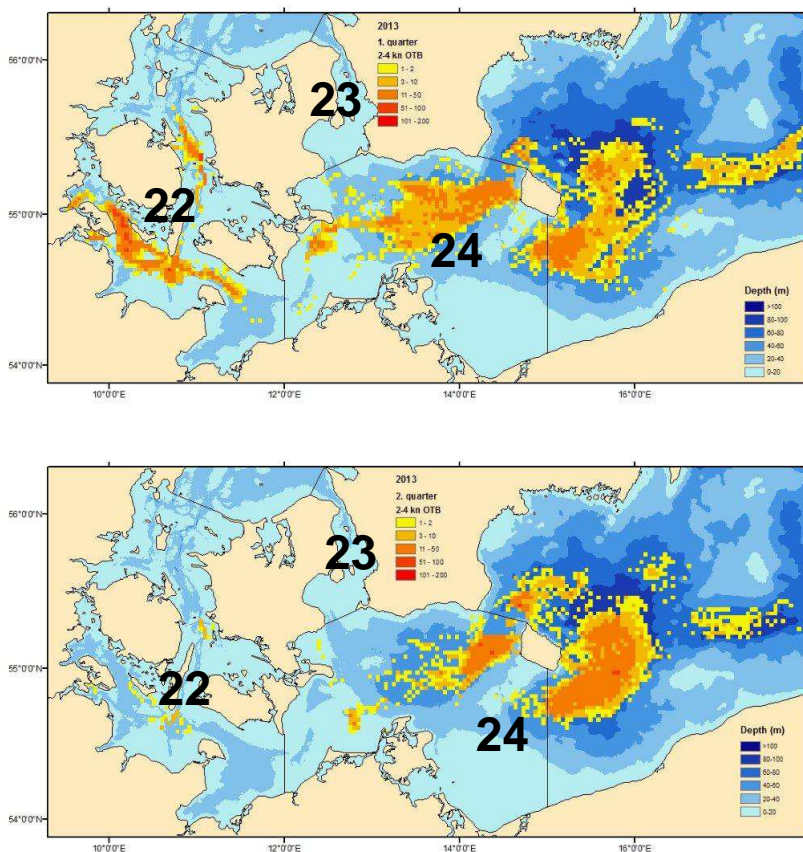 2013
1. quarter
2-4 kn OTB
1 - 2
3 - 10
11 - 50
51 - 100
101 - 200
23
22
24
56°0'0"N
55°0'0"N
54°0'0"N
Depth (m)
>100
80-100
60-80
40-60
20-40
0-20
10°0'0"E
12°0'0"E
14°0'0"E
16°0'0"E
2013
2. quarter
2-4 kn OTB
1 - 2
3 - 10
11 - 50
51 - 100
101 - 200
23
22
24
56°0'0"N
55°0'0"N
54°0'0"N
Depth (m)
>100
80-100
60-80
40-60
20-40
0-20
10°0'0"E
12°0'0"E
14°0'0"E
16°0'0"E